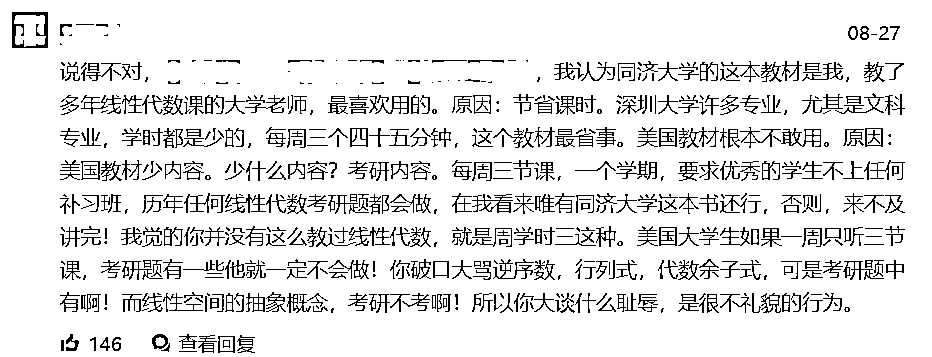 08-27
说得不对，，我认为同济大学的这本教材是我，教了
多年线性代数课的大学老师，最喜欢用的。原因：节省课时。深圳大学许多专业，尤其是文科
专业，学时都是少的，每周三个四十五分钟，这个教材最省事。美国教材根本不敢用。原因：
美国教材少内容。少什么内容？考研内容。每周三节课，一个学期，要求优秀的学生不上任何
补习班，历年任何线性代数考研题都会做，在我看来唯有同济大学这本书还行，否则，来不及
讲完！我觉的你并没有这么教过线性代数，就是周学时三这种。美国大学生如果一周只听三节
课，考研题有一些他就一定不会做！你破口大骂逆序数，行列式，代数余子式，可是考研题中
有啊！而线性空间的抽象概念，考研不考啊！所以你大谈什么耻辱，是很不礼貌的行为。
146 查看回复